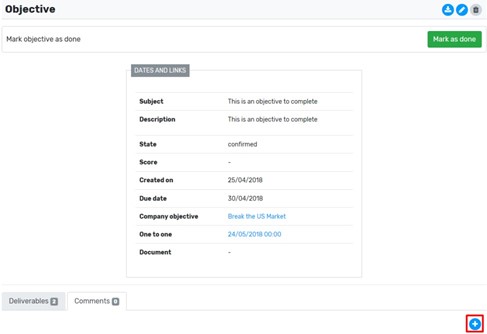 Objective
Mark objective as done Mark as done
DATES AND LINKS
Subject This is an objective to complete
Description This is an objective to complete
State confirmed
Score -
Created on 25/04/2018
Due date 30/04/2018
Company objective Break the US Market
One to one 24/05/2018 00:00
Document -
Deliverables 2 Comments 0